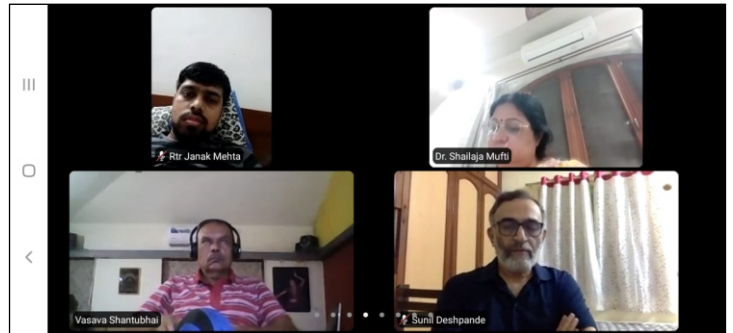 Rtr Janak Mehta
Dr. Shailaja Mufti
Vasava Shantubhai
Sunil Deshpande